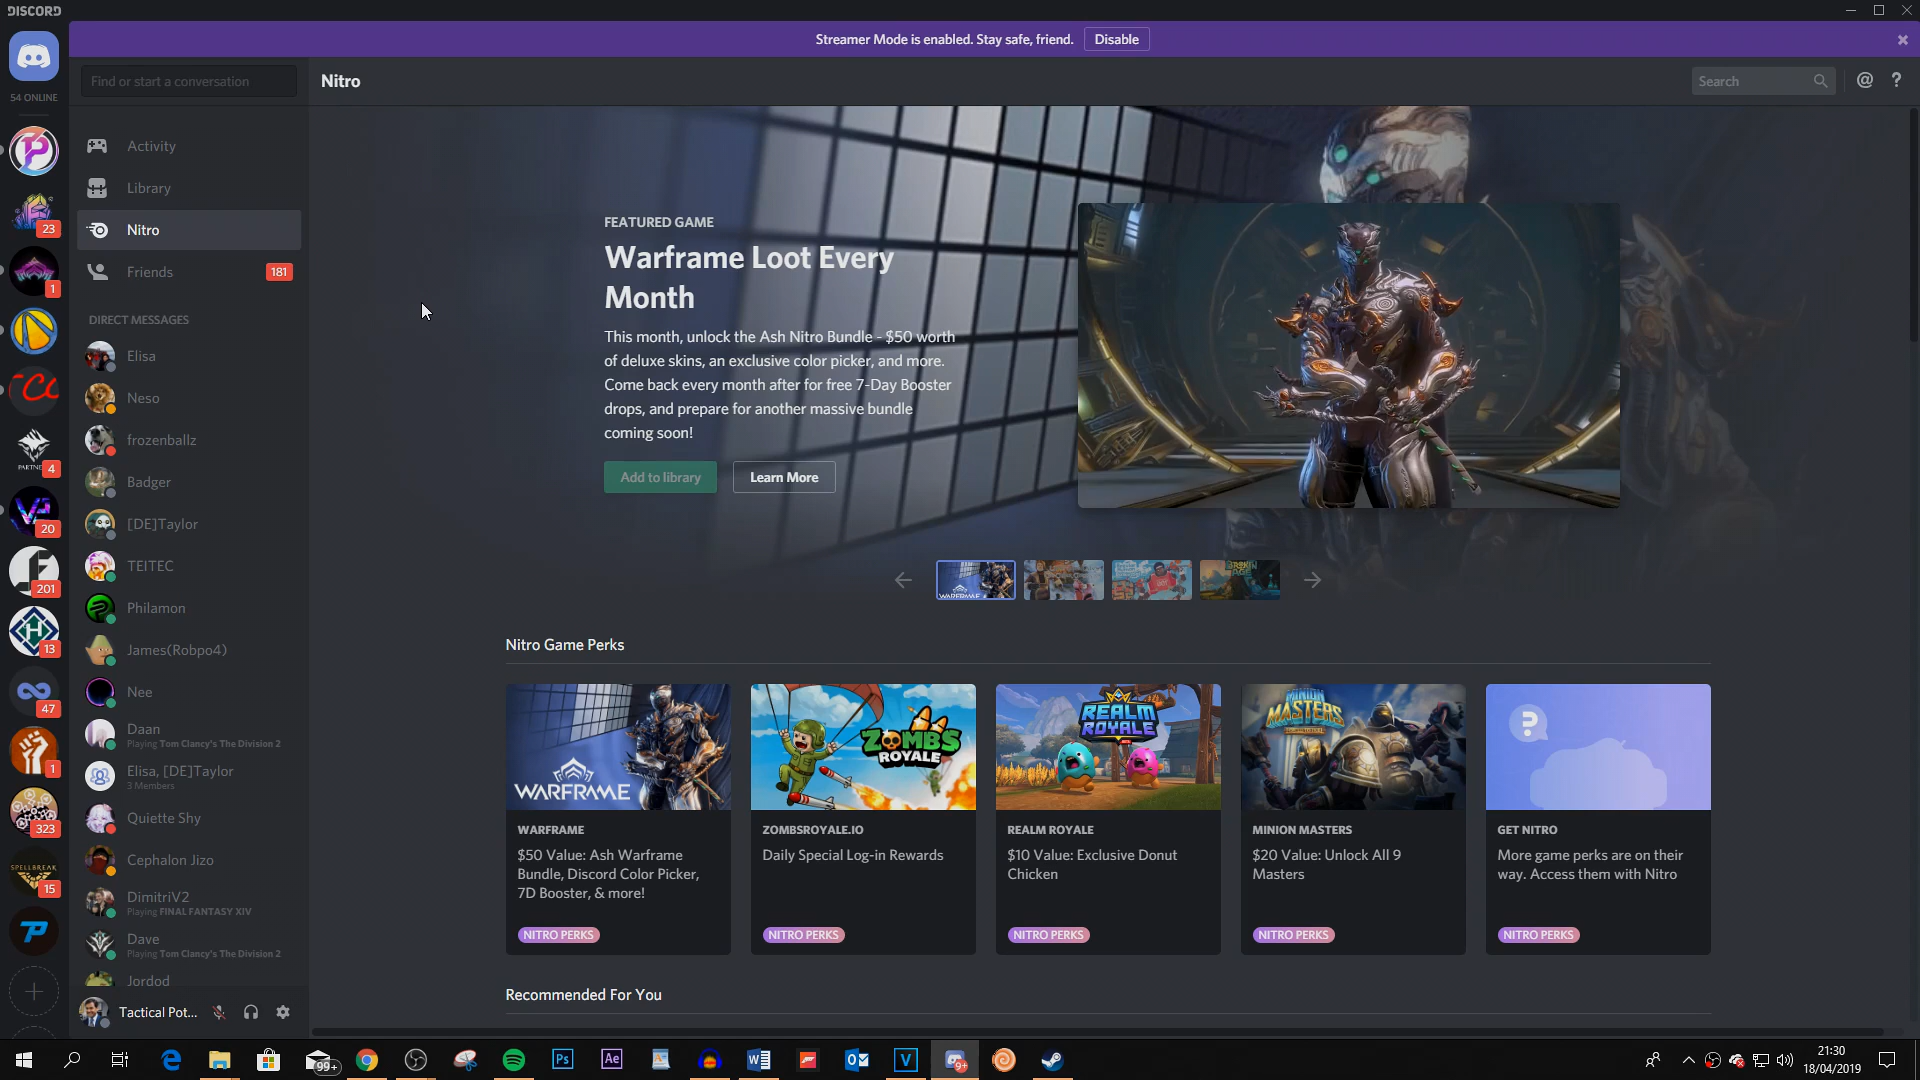 DISCORD
Streamer Mode is enabled. Stay safe, friend.
Disable
54 ONLINE
Find or start a conversation
Nitro
Search
Activity
Library
Nitro
Friends
181
DIRECT MESSAGES
Elisa
Neso
frozenballz
Badger
[DE]Taylor
TEITEC
Philamon
James(Robpo4)
Nee
Daan
Playing Tom Clancy's The Division 2
Elisa, [DE]Taylor
3 Members
Quiette Shy
Cephalon Jizo
DimitriV2
Playing FINAL FANTASY XIV
Dave
Playing Tom Clancy's The Division 2
Jordod
Tactical Pot...
23
1
PARTNE
4
20
201
13
47
1
323
SPELLBREAK
15
FEATURED GAME
Warframe Loot Every
Month
This month, unlock the Ash Nitro Bundle - $50 worth
of deluxe skins, an exclusive color picker, and more.
Come back every month after for free 7-Day Booster
drops, and prepare for another massive bundle
coming soon!
Add to library
Learn More
WARFRAME
Nitro Game Perks
WARFRAME
WARFRAME
$50 Value: Ash Warframe
Bundle, Discord Color Picker,
7D Booster, & more!
NITRO PERKS
ZOMBS
ROYALE
ZOMBSROYALE.IO
Daily Special Log-in Rewards
NITRO PERKS
REALM
ROYALE
REALM ROYALE
$10 Value: Exclusive Donut
Chicken
NITRO PERKS
MINION
MASTERS
MINION MASTERS
$20 Value: Unlock All 9
Masters
NITRO PERKS
GET NITRO
More game perks are on their
way. Access them with Nitro
NITRO PERKS
Recommended For You
99+
Ps
Ae
9+
21:30
18/04/2019